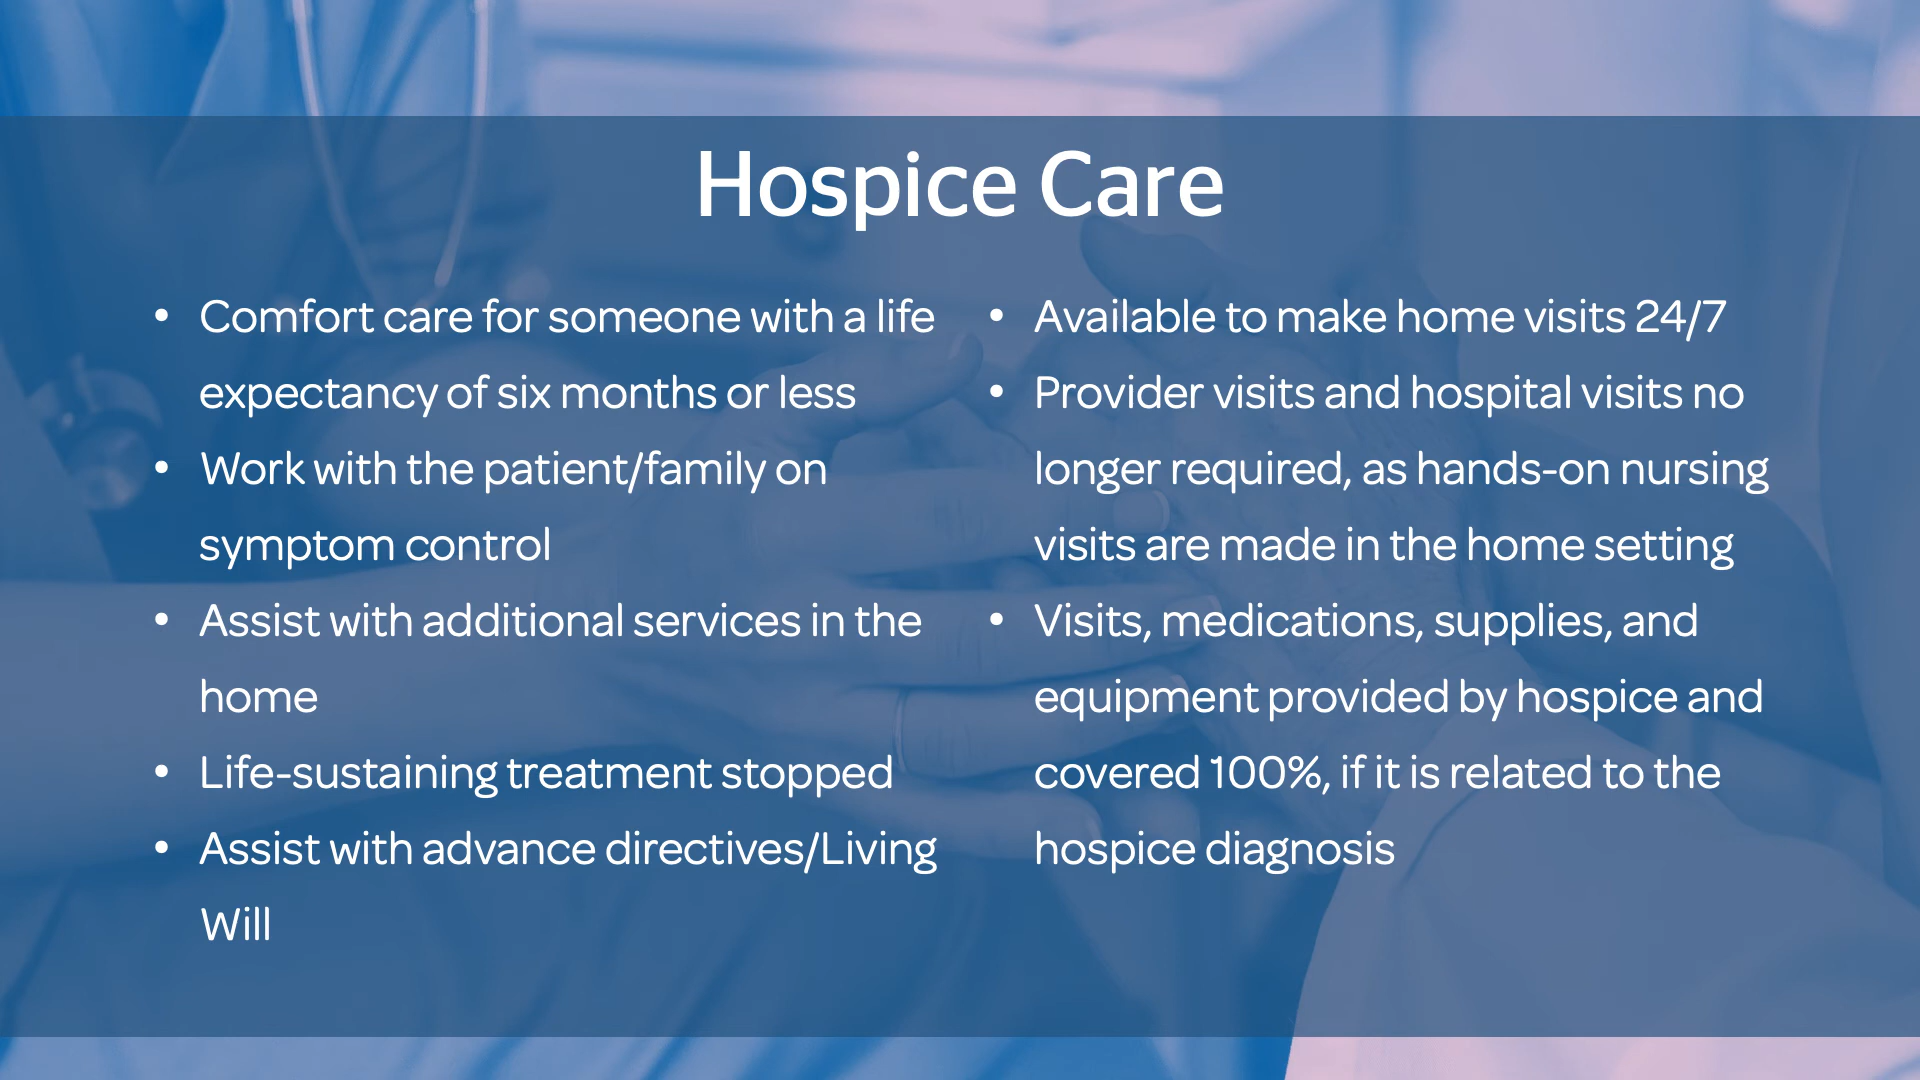 Hospice Care
• Comfort care for someone with a life
expectancy of six months or less
• Work with the patient/family on
symptom control
• Assist with additional services in the
home
• Life-sustaining treatment stopped
• Assist with advance directives/Living
Will
• Available to make home visits 24/7
• Provider visits and hospital visits no
longer required, as hands-on nursing
visits are made in the home setting
• Visits, medications, supplies, and
equipment provided by hospice and
covered 100%, if it is related to the
hospice diagnosis